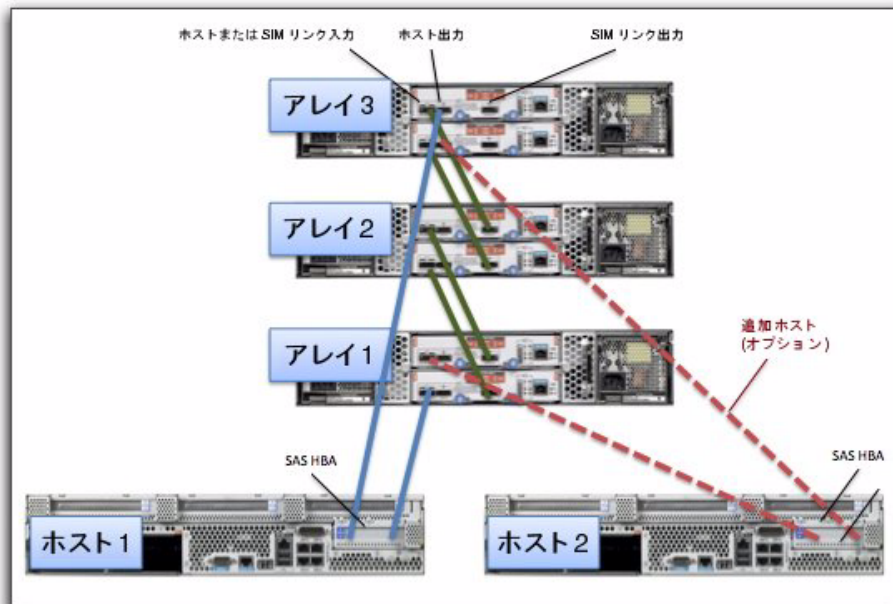 ホストまたは SIM リンク入力
ホスト出力
SIM リンク出力
アレイ 3
アレイ 2
アレイ 1
追加ホスト
(オプション)
SAS HBA
SAS HBA
ホスト 1
ホスト 2